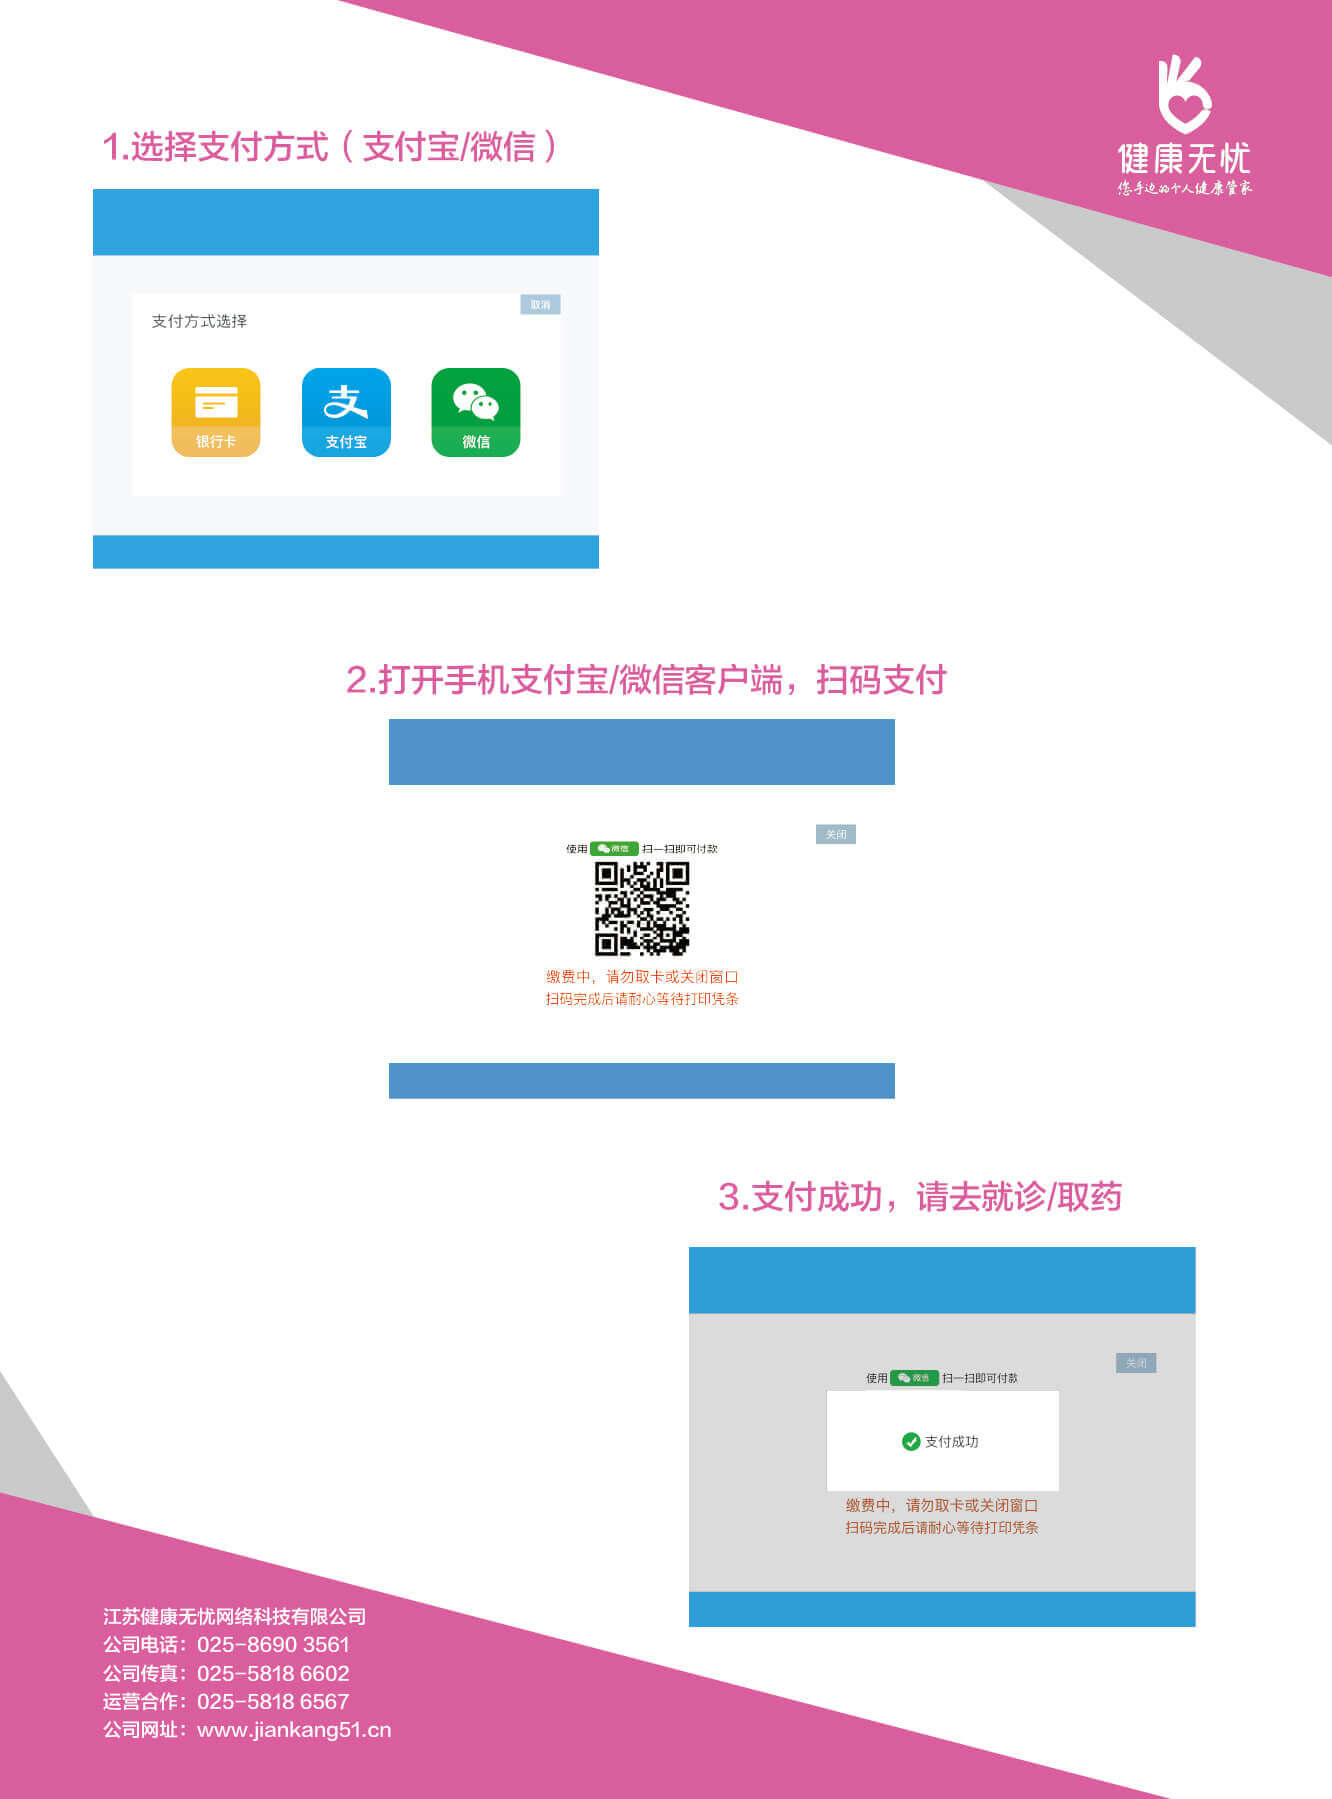 健康无忧
您手边的个人健康管家
1.选择支付方式（支付宝/微信）
取消
支付方式选择
支
银行卡
支付宝
微信
2.打开手机支付宝/微信客户端，扫码支付
关闭
使用 微信 扫一扫即可付款
缴费中，请勿取卡或关闭窗口
扫码完成后请耐心等待打印凭条
3.支付成功，请去就诊/取药
关闭
使用 微信 扫一扫即可付款
支付成功
缴费中，请勿取卡或关闭窗口
扫码完成后请耐心等待打印凭条
江苏健康无忧网络科技有限公司
公司电话：025-8690 3561
公司传真：025-5818 6602
运营合作：025-5818 6567
公司网址：www.jiankang51.cn